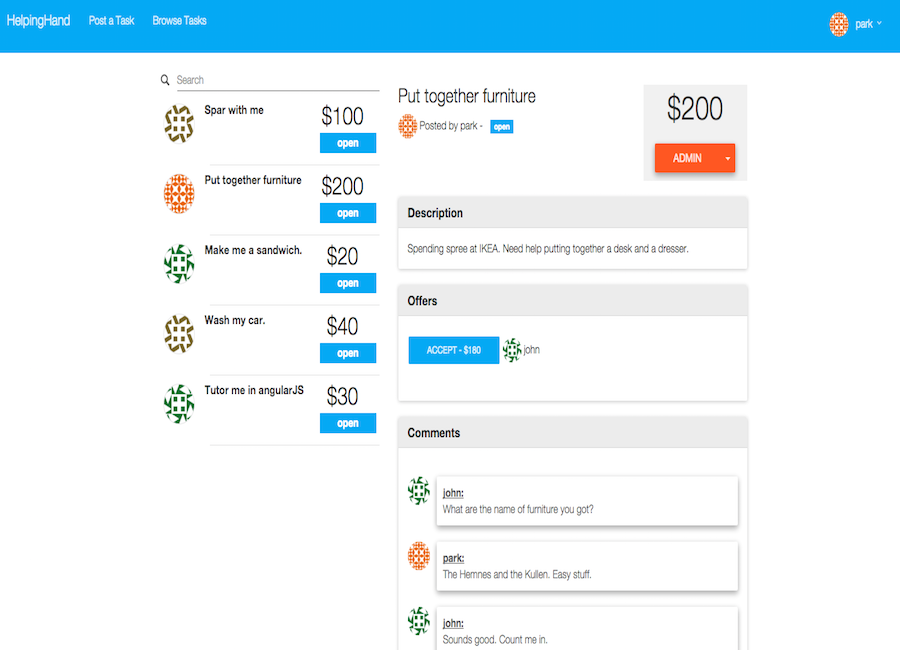 HelpingHand Post a Task Browse Tasks park
Search
Spar with me $100
open
Put together furniture $200
open
Make me a sandwich. $20
open
Wash my car. $40
open
Tutor me in angularJS $30
open
Put together furniture
Posted by park - open
$200
ADMIN
Description
Spending spree at IKEA. Need help putting together a desk and a dresser.
Offers
ACCEPT - $180 john
Comments
john:
What are the name of furniture you got?
park:
The Hemnes and the Kullen. Easy stuff.
john:
Sounds good. Count me in.